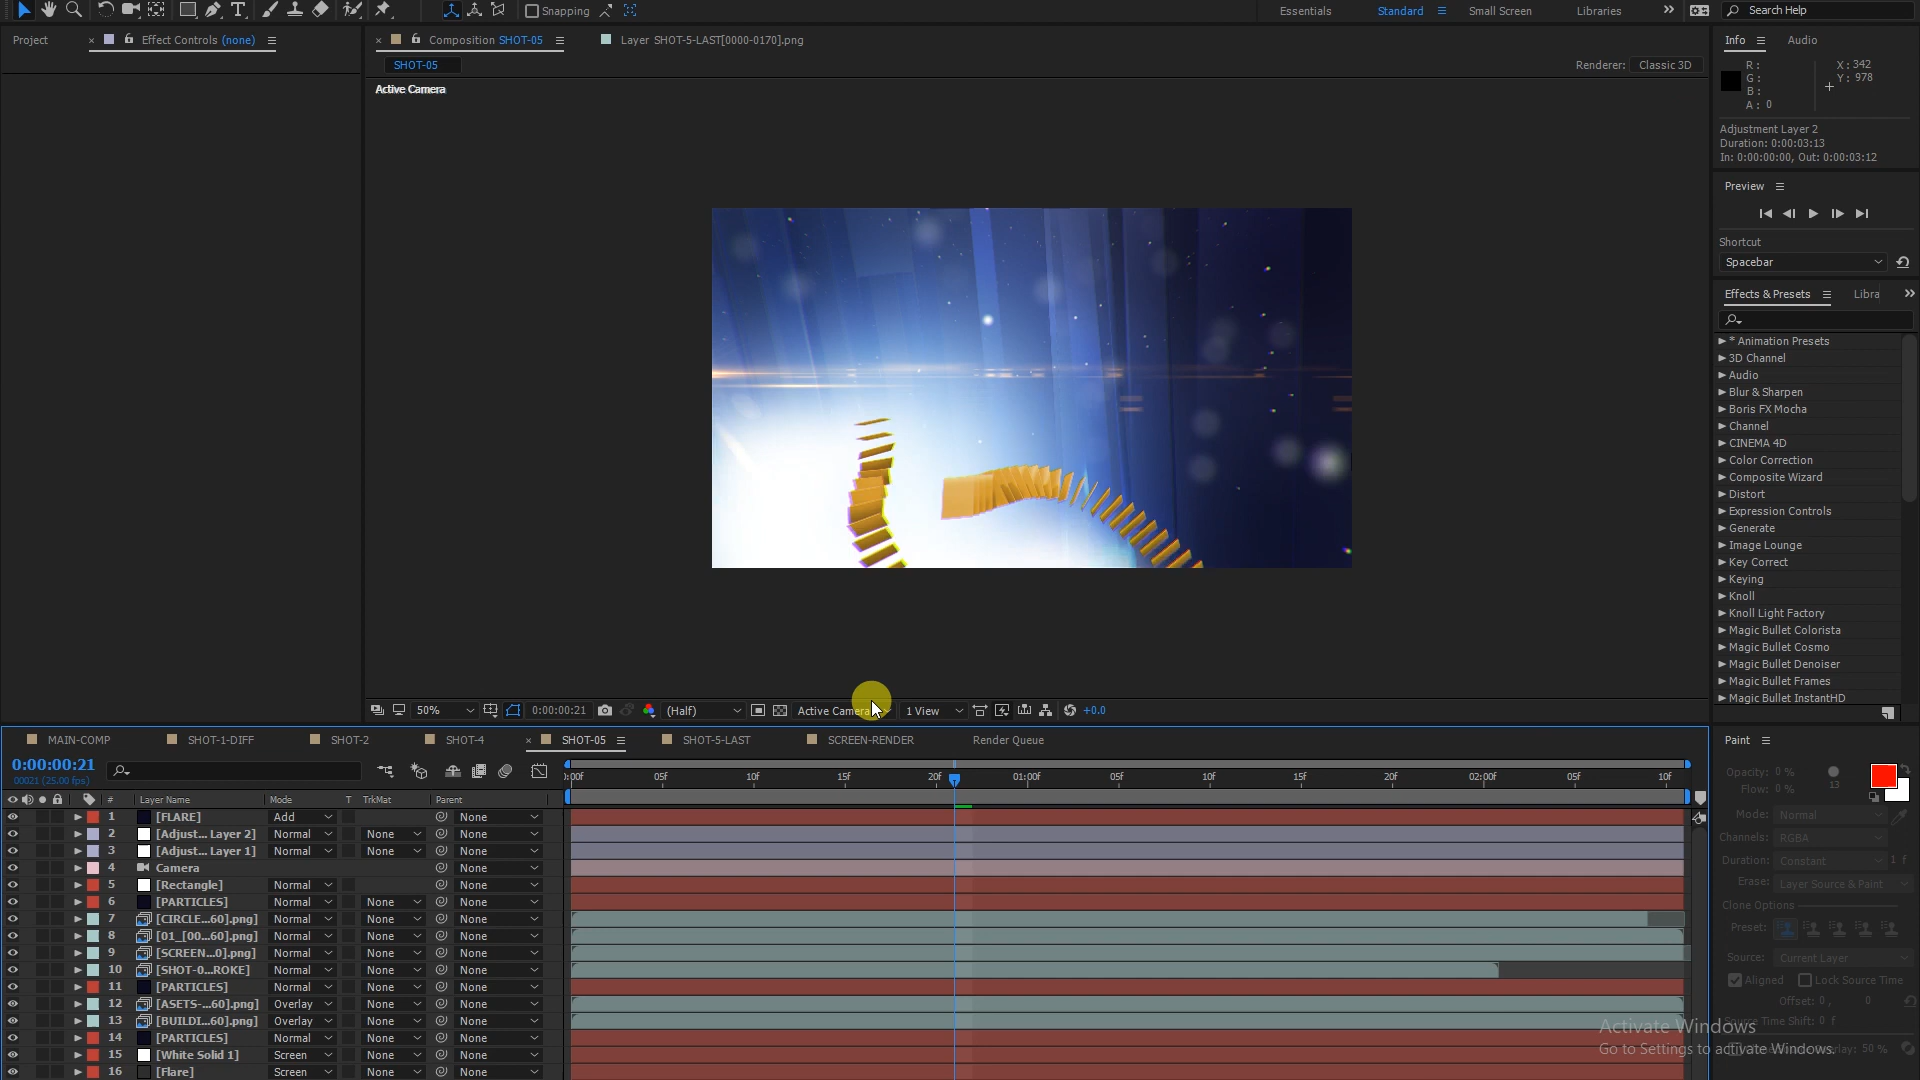 Snapping
Essentials
Standard
Small Screen
Libraries
Search Help
Project
Effect Controls (none)
Composition SHOT-05
Layer SHOT-5-LAST[0000-0170].png
Info
Audio
SHOT-05
Renderer: Classic 3D
R: X: 342
G: Y: 978
B:
A: 0
Active Camera
Adjustment Layer 2
Duration: 0:00:03:13
In: 0:00:00:00, Out: 0:00:03:12
Preview
Shortcut
Spacebar
Effects & Presets
Libra
* Animation Presets
3D Channel
Audio
Blur & Sharpen
Boris FX Mocha
Channel
CINEMA 4D
Color Correction
Composite Wizard
Distort
Expression Controls
Generate
Image Lounge
Key Correct
Keying
Knoll
Knoll Light Factory
Magic Bullet Colorista
Magic Bullet Cosmo
Magic Bullet Denoiser
Magic Bullet Frames
Magic Bullet InstantHD
50% 0:00:00:21 (Half) Active Camera 1 View +0.0
MAIN-COMP SHOT-1-DIFF SHOT-2 SHOT-4 SHOT-05 SHOT-5-LAST SCREEN-RENDER Render Queue
Paint
0:00:00:21
00021 (25.00 fps)
:00f 05f 10f 15f 20f 01:00f 05f 10f 15f 20f 02:00f 05f 10f
# Layer Name Mode T TrkMat Parent
1 [FLARE] Add None
2 [Adjust... Layer 2] Normal None None
3 [Adjust... Layer 1] Normal None None
4 Camera None
5 [Rectangle] Normal None
6 [PARTICLES] Normal None None
7 [CIRCLE...60].png] Normal None None
8 [01_[00...60].png] Normal None None
9 [SCREEN...0].png] Normal None None
10 [SHOT-0...ROKE] Normal None None
11 [PARTICLES] Normal None None
12 [ASETS-...60].png] Overlay None None
13 [BUILDI...60].png] Overlay None None
14 [PARTICLES] Normal None None
15 [White Solid 1] Screen None None
16 [Flare] Screen None None
Opacity: 0 %
Flow: 0 %
13
Mode: Normal
Channels: RGBA
Duration: Constant 1 f
Erase: Layer Source & Paint
Clone Options
Preset:
Source: Current Layer
Aligned
Lock Source Time
Offset: 0, 0
Source Time Shift: 0 f
Activate Windows
Go to Settings to activate Windows.
50 %